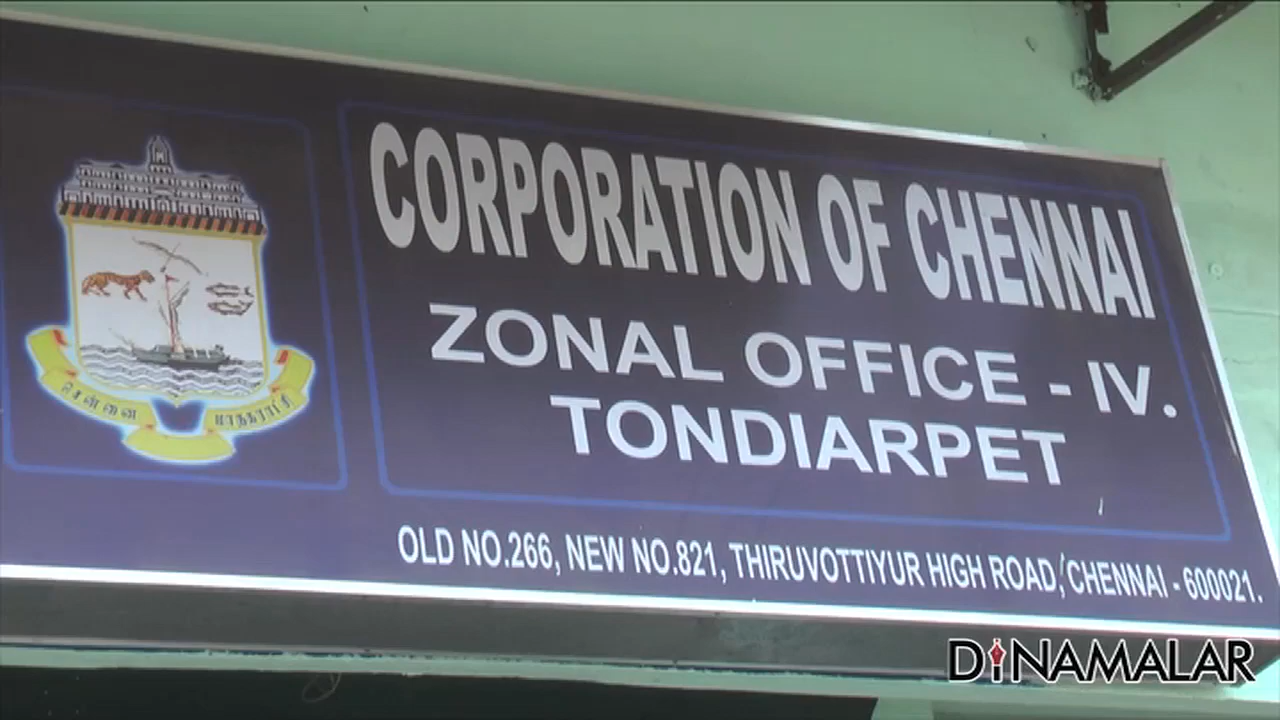 CORPORATION OF CHENNAI
ZONAL OFFICE - IV.
TONDIARPET
OLD NO.266, NEW NO.821, THIRUVOTTIYUR HIGH ROAD, CHENNAI - 600021.
சென்னை மாநகராட்சி
DINAMALAR